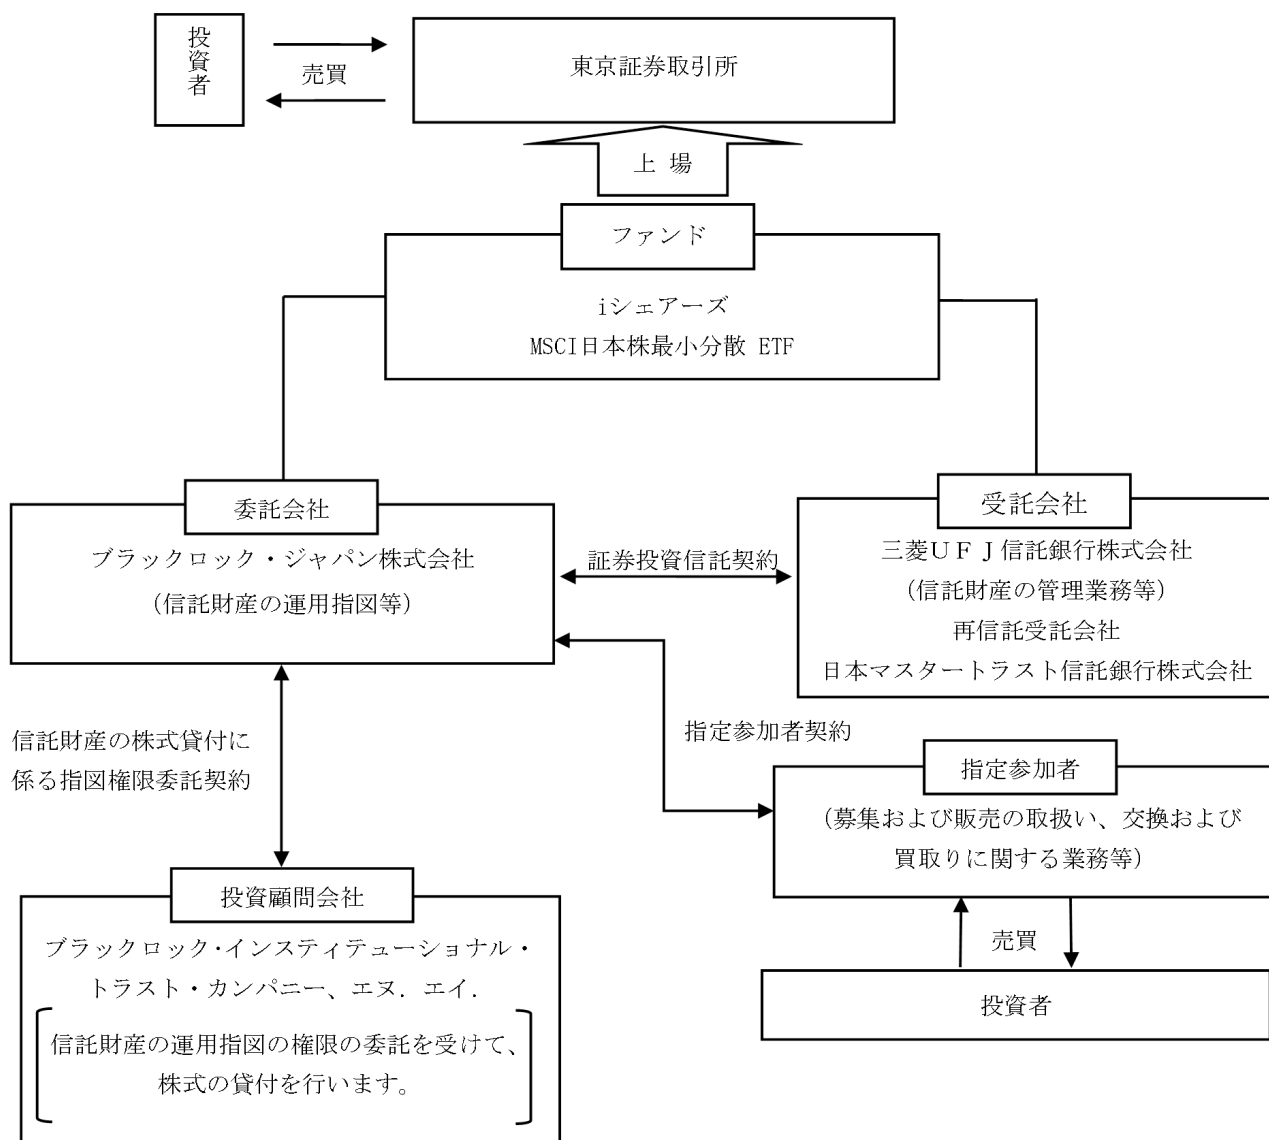 投資者
売買
東京証券取引所
上 場
ファンド
iシェアーズ
MSCI日本株最小分散 ETF
委託会社
ブラックロック・ジャパン株式会社
(信託財産の運用指図等)
証券投資信託契約
受託会社
三菱ＵＦＪ信託銀行株式会社
(信託財産の管理業務等)
再信託受託会社
日本マスタートラスト信託銀行株式会社
信託財産の株式貸付に
係る指図権限委託契約
指定参加者契約
指定参加者
(募集および販売の取扱い、交換および
買取りに関する業務等)
売買
投資者
投資顧問会社
ブラックロック・インスティテューショナル・
トラスト・カンパニー、エヌ．エイ．
信託財産の運用指図の権限の委託を受けて、
株式の貸付を行います。